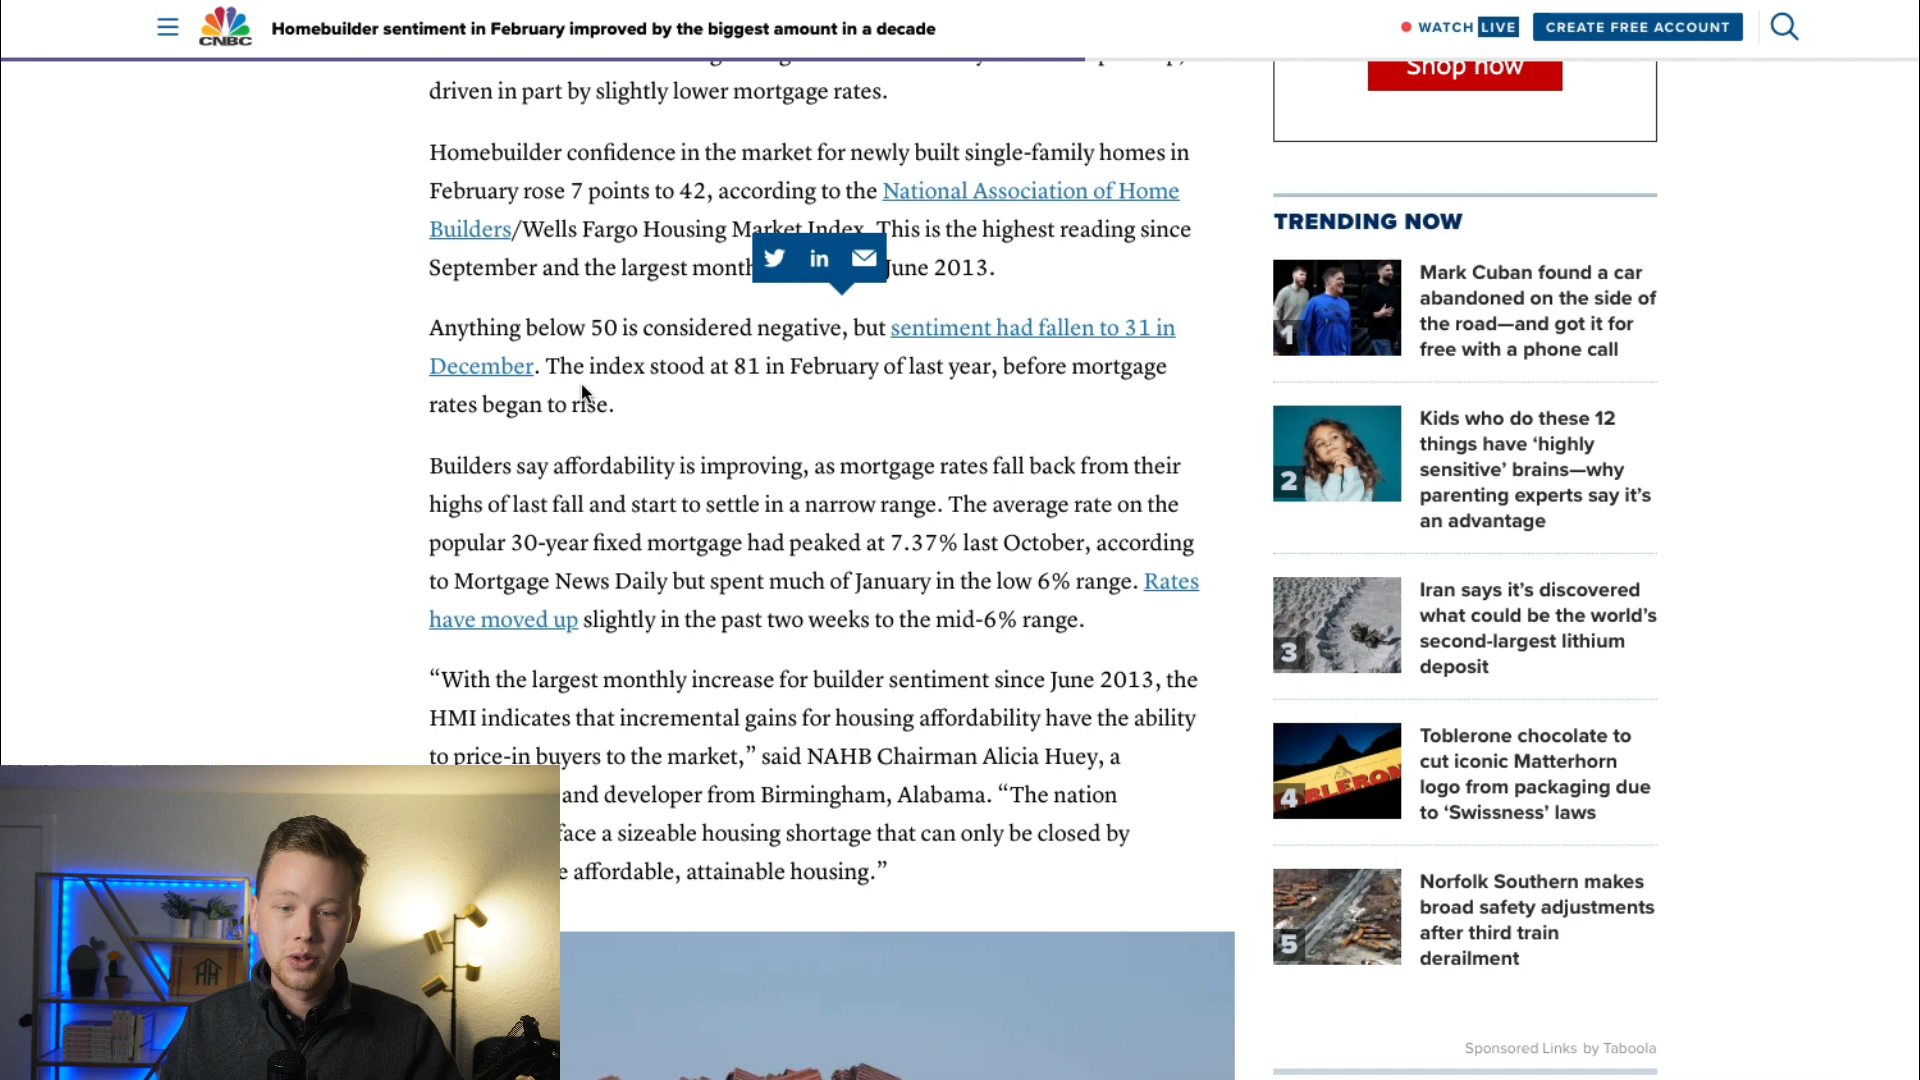 CNBC
Homebuilder sentiment in February improved by the biggest amount in a decade
WATCH LIVE
CREATE FREE ACCOUNT
driven in part by slightly lower mortgage rates.
Homebuilder confidence in the market for newly built single-family homes in
February rose 7 points to 42, according to the National Association of Home
Builders/Wells Fargo Housing Market Index. This is the highest reading since
September and the largest month June 2013.
in
Anything below 50 is considered negative, but sentiment had fallen to 31 in
December. The index stood at 81 in February of last year, before mortgage
rates began to rise.
Builders say affordability is improving, as mortgage rates fall back from their
highs of last fall and start to settle in a narrow range. The average rate on the
popular 30-year fixed mortgage had peaked at 7.37% last October, according
to Mortgage News Daily but spent much of January in the low 6% range. Rates
have moved up slightly in the past two weeks to the mid-6% range.
“With the largest monthly increase for builder sentiment since June 2013, the
HMI indicates that incremental gains for housing affordability have the ability
to price-in buyers to the market,” said NAHB Chairman Alicia Huey, a
and developer from Birmingham, Alabama. “The nation
face a sizeable housing shortage that can only be closed by
e affordable, attainable housing.”
Shop now
TRENDING NOW
1
Mark Cuban found a car
abandoned on the side of
the road—and got it for
free with a phone call
2
Kids who do these 12
things have ‘highly
sensitive’ brains—why
parenting experts say it’s
an advantage
3
Iran says it’s discovered
what could be the world’s
second-largest lithium
deposit
4
Toblerone chocolate to
cut iconic Matterhorn
logo from packaging due
to ‘Swissness’ laws
5
Norfolk Southern makes
broad safety adjustments
after third train
derailment
Sponsored Links by Taboola